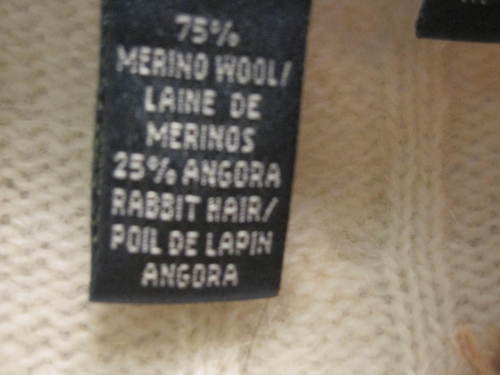 75%
MERINO WOOL/
LAINE DE
MERINOS
25% ANGORA
RABBIT HAIR/
POIL DE LAPIN
ANGORA